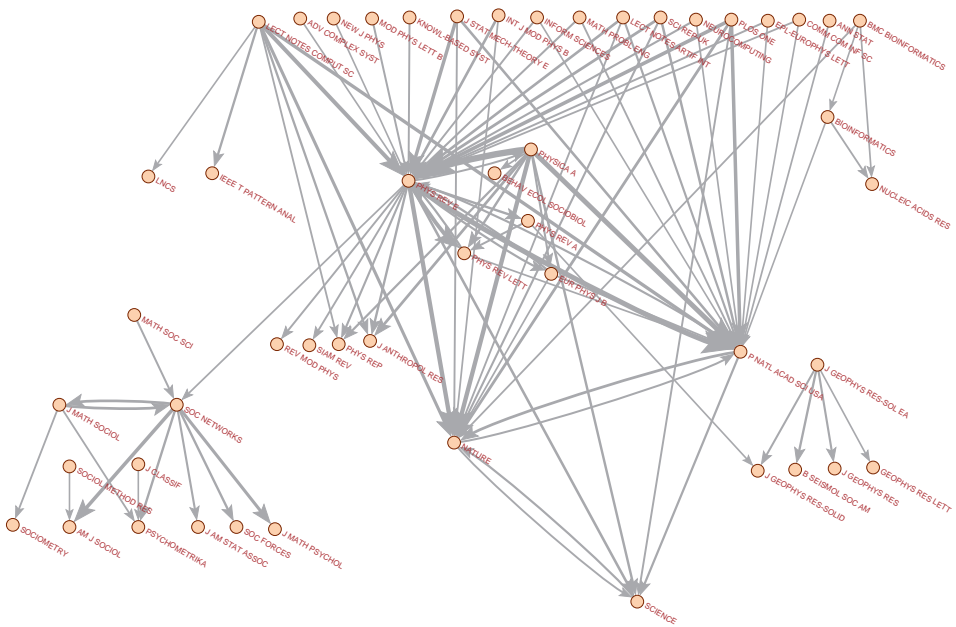 LECT NOTES COMPUT SC
ADV COMPLEX SYST
NEW J PHYS
MOD PHYS LETT B
KNOWL-BASED SYST
J STAT MECH-THEORY E
INT J MOD PHYS B
INFORM SCIENCES
MATH PROBL ENG
LECT NOTES ARTIF INT
SCI REP-UK
NEUROCOMPUTING
PLOS ONE
EPL-EUROPHYS LETT
COMM COM INF SC
ANN STAT
BMC BIOINFORMATICS
BIOINFORMATICS
NUCLEIC ACIDS RES
LNCS
IEEE T PATTERN ANAL
PHYS REV E
PHYSICA A
BEHAV ECOL SOCIOBIOL
PHYS REV A
PHYS REV LETT
EUR PHYS J B
MATH SOC SCI
REV MOD PHYS
SIAM REV
PHYS REP
J ANTHROPOL RES
P NATL ACAD SCI USA
J GEOPHYS RES-SOL EA
J MATH SOCIOL
SOC NETWORKS
NATURE
SOCIOL METHOD RES
J CLASSIF
J GEOPHYS RES-SOLID
B SEISMOL SOC AM
J GEOPHYS RES
GEOPHYS RES LETT
SOCIOMETRY
AM J SOCIOL
PSYCHOMETRIKA
J AM STAT ASSOC
SOC FORCES
J MATH PSYCHOL
SCIENCE